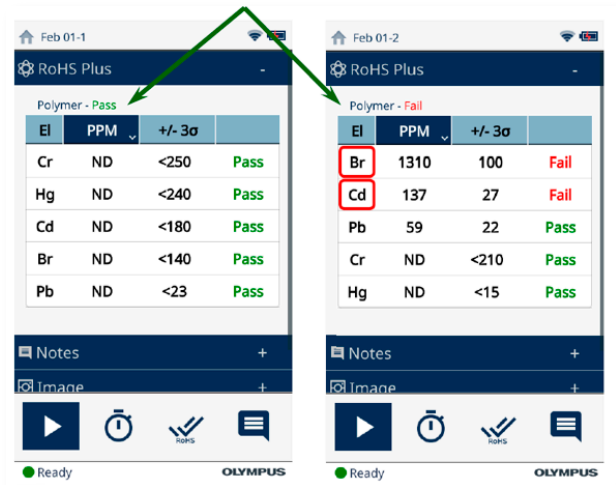 Feb 01-1
RoHS Plus -
Polymer - Pass
El PPM +/- 3σ
Cr ND <250 Pass
Hg ND <240 Pass
Cd ND <180 Pass
Br ND <140 Pass
Pb ND <23 Pass
Notes +
Image +
RoHS
Ready OLYMPUS
Feb 01-2
RoHS Plus -
Polymer - Fail
El PPM +/- 3σ
Br 1310 100 Fail
Cd 137 27 Fail
Pb 59 22 Pass
Cr ND <210 Pass
Hg ND <15 Pass
Notes +
Image +
RoHS
Ready OLYMPUS